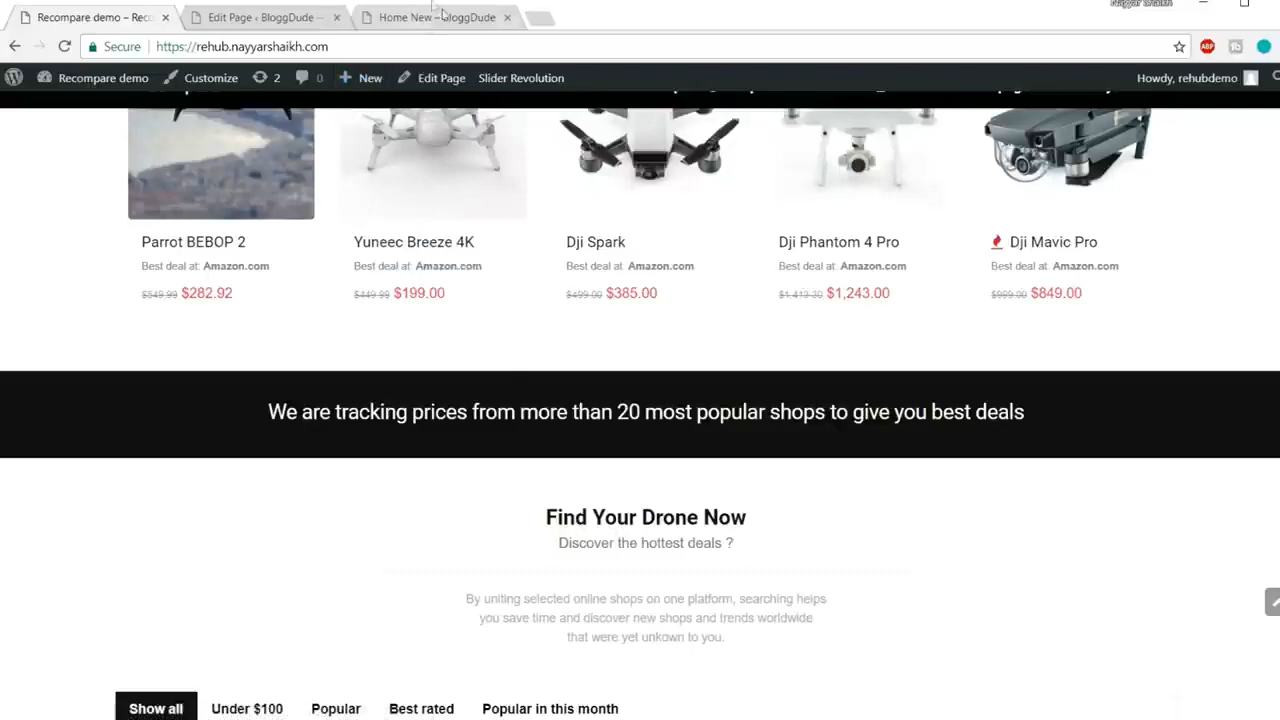 Recompare demo – Rec
Edit Page ‹ BloggDude –
Home New – BloggDude
Nayyar Shaikh
Secure
https://rehub.nayyarshaikh.com
ABP
Recompare demo
Customize
2
0
New
Edit Page
Slider Revolution
Howdy, rehubdemo
Parrot BEBOP 2
Yuneec Breeze 4K
Dji Spark
Dji Phantom 4 Pro
Dji Mavic Pro
Best deal at: Amazon.com
Best deal at: Amazon.com
Best deal at: Amazon.com
Best deal at: Amazon.com
Best deal at: Amazon.com
$549.99 $282.92
$449.99 $199.00
$499.00 $385.00
$1,413.30 $1,243.00
$999.00 $849.00
We are tracking prices from more than 20 most popular shops to give you best deals
Find Your Drone Now
Discover the hottest deals ?
By uniting selected online shops on one platform, searching helps
you save time and discover new shops and trends worldwide
that were yet unkown to you.
Show all
Under $100
Popular
Best rated
Popular in this month